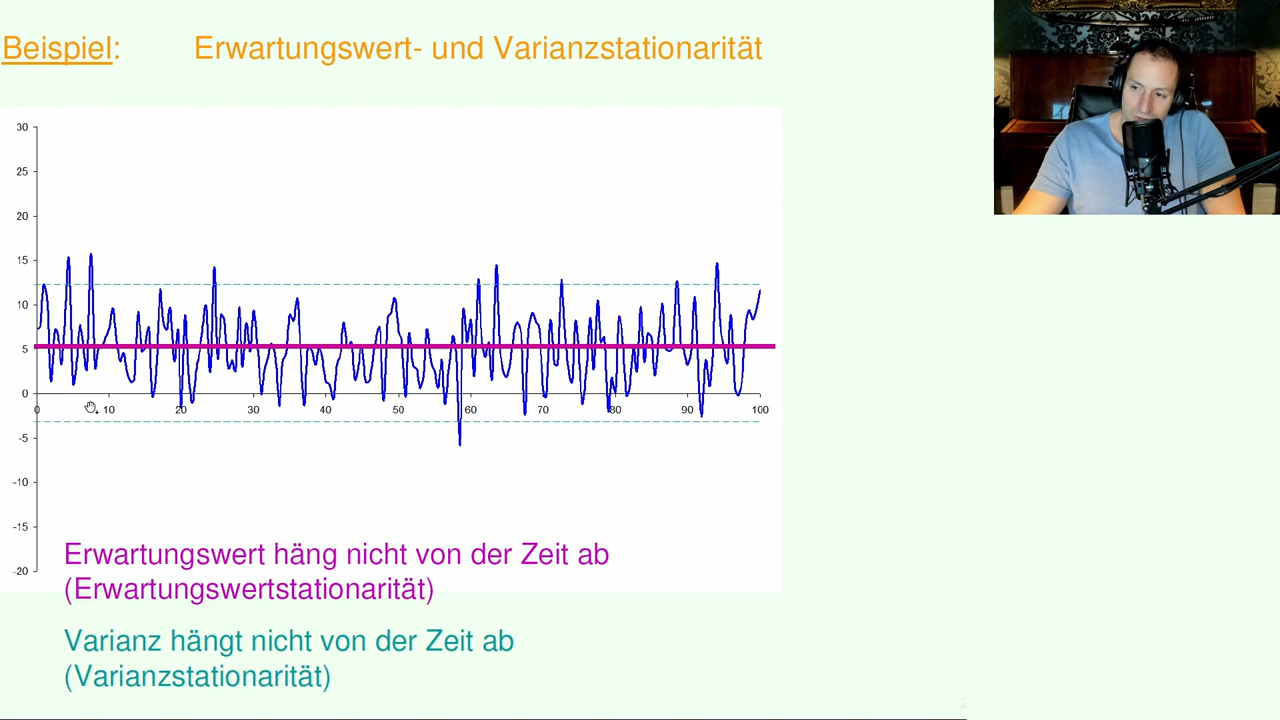 Beispiel: Erwartungswert- und Varianzstationarität
30
25
20
15
10
5
0
-5
-10
-15
-20
0 10 20 30 40 50 60 70 80 90 100
Erwartungswert häng nicht von der Zeit ab
(Erwartungswertstationarität)
Varianz hängt nicht von der Zeit ab
(Varianzstationarität)